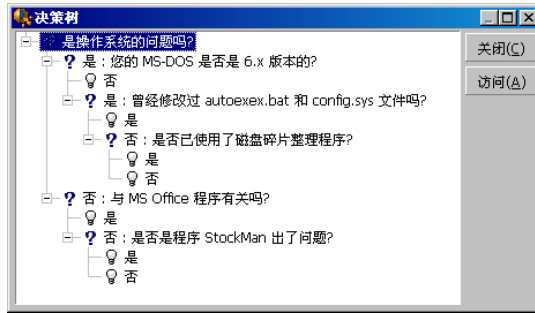 决策树
是操作系统的问题吗?
是:您的 MS-DOS 是否是 6.x 版本的?
否
是:曾经修改过 autoexex.bat 和 config.sys 文件吗?
是
否:是否已使用了磁盘碎片整理程序?
是
否
否:与 MS Office 程序有关吗?
是
否:是否是程序 StockMan 出了问题?
是
否
关闭(C)
访问(A)